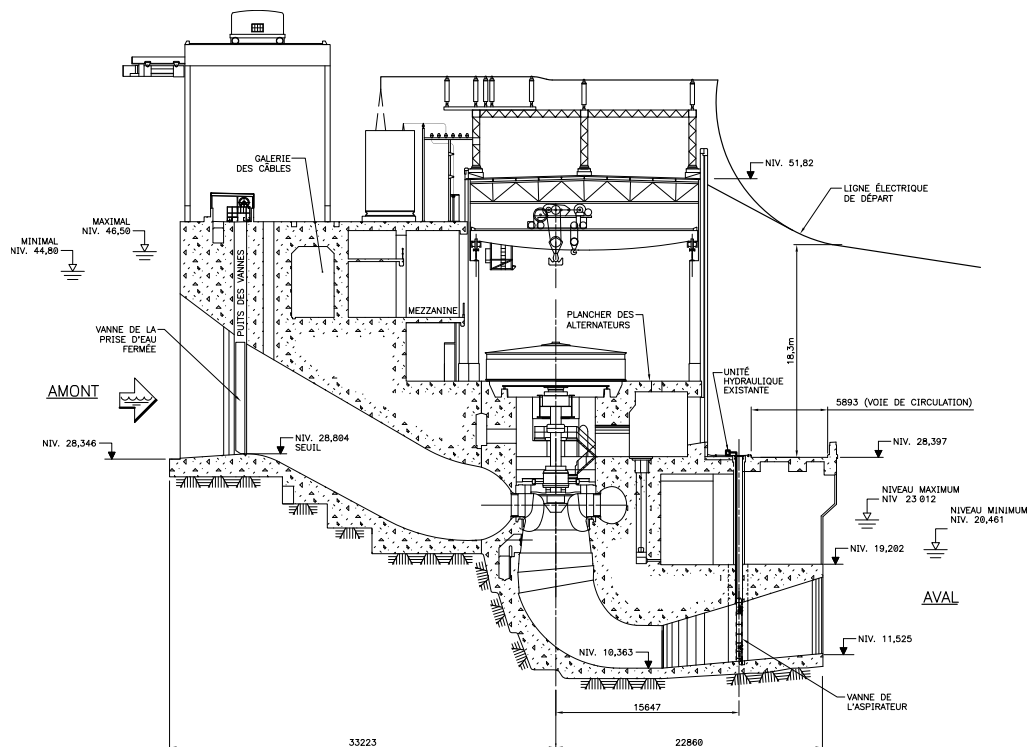 NIV. 51,82
GALERIE
DES CÂBLES
LIGNE ÉLECTRIQUE
DE DÉPART
MAXIMAL
NIV. 46,50
MINIMAL
NIV. 44,80
PUITS DES VANNES
MEZZANINE
PLANCHER DES
ALTERNATEURS
18,3m
VANNE DE LA
PRISE D'EAU
FERMÉE
UNITÉ
HYDRAULIQUE
EXISTANTE
AMONT
5893 (VOIE DE CIRCULATION)
NIV. 28,346
NIV. 28,804
SEUIL
NIV. 28,397
NIVEAU MAXIMUM
NIV 23 012
NIVEAU MINIMUM
NIV. 20,461
NIV. 19,202
AVAL
NIV. 11,525
NIV. 10,363
VANNE DE
L'ASPIRATEUR
15647
33223
22860